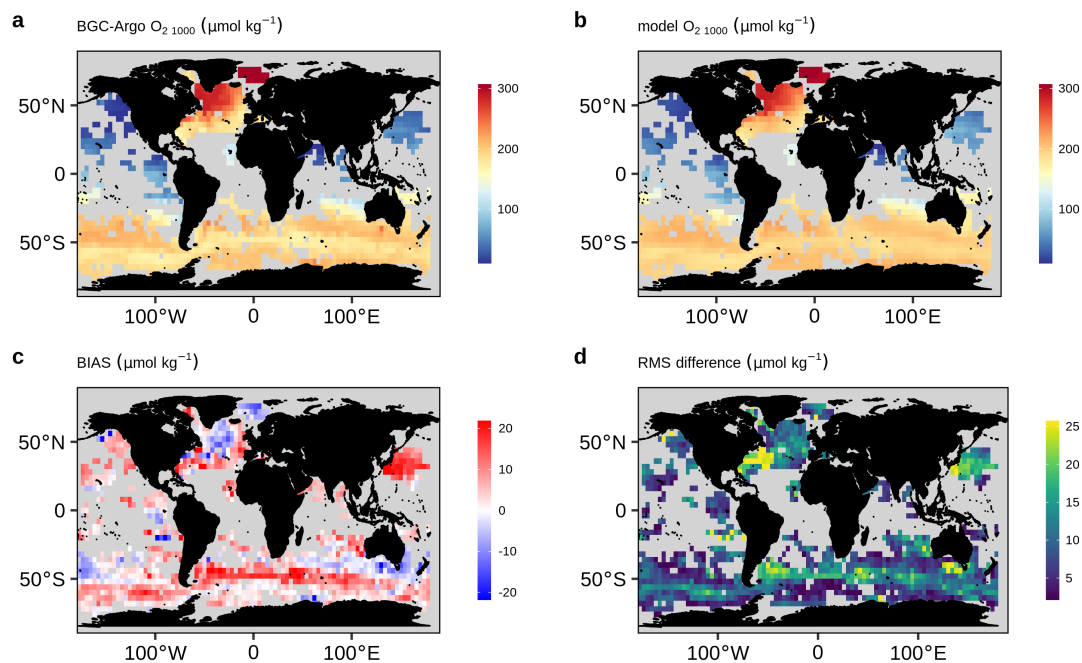 a BGC-Argo O₂ ₁₀₀₀ (µmol kg⁻¹)
50°N
0
50°S
100°W 0 100°E
300
200
100
b model O₂ ₁₀₀₀ (µmol kg⁻¹)
50°N
0
50°S
100°W 0 100°E
300
200
100
c BIAS (µmol kg⁻¹)
50°N
0
50°S
100°W 0 100°E
20
10
0
-10
-20
d RMS difference (µmol kg⁻¹)
50°N
0
50°S
100°W 0 100°E
25
20
15
10
5